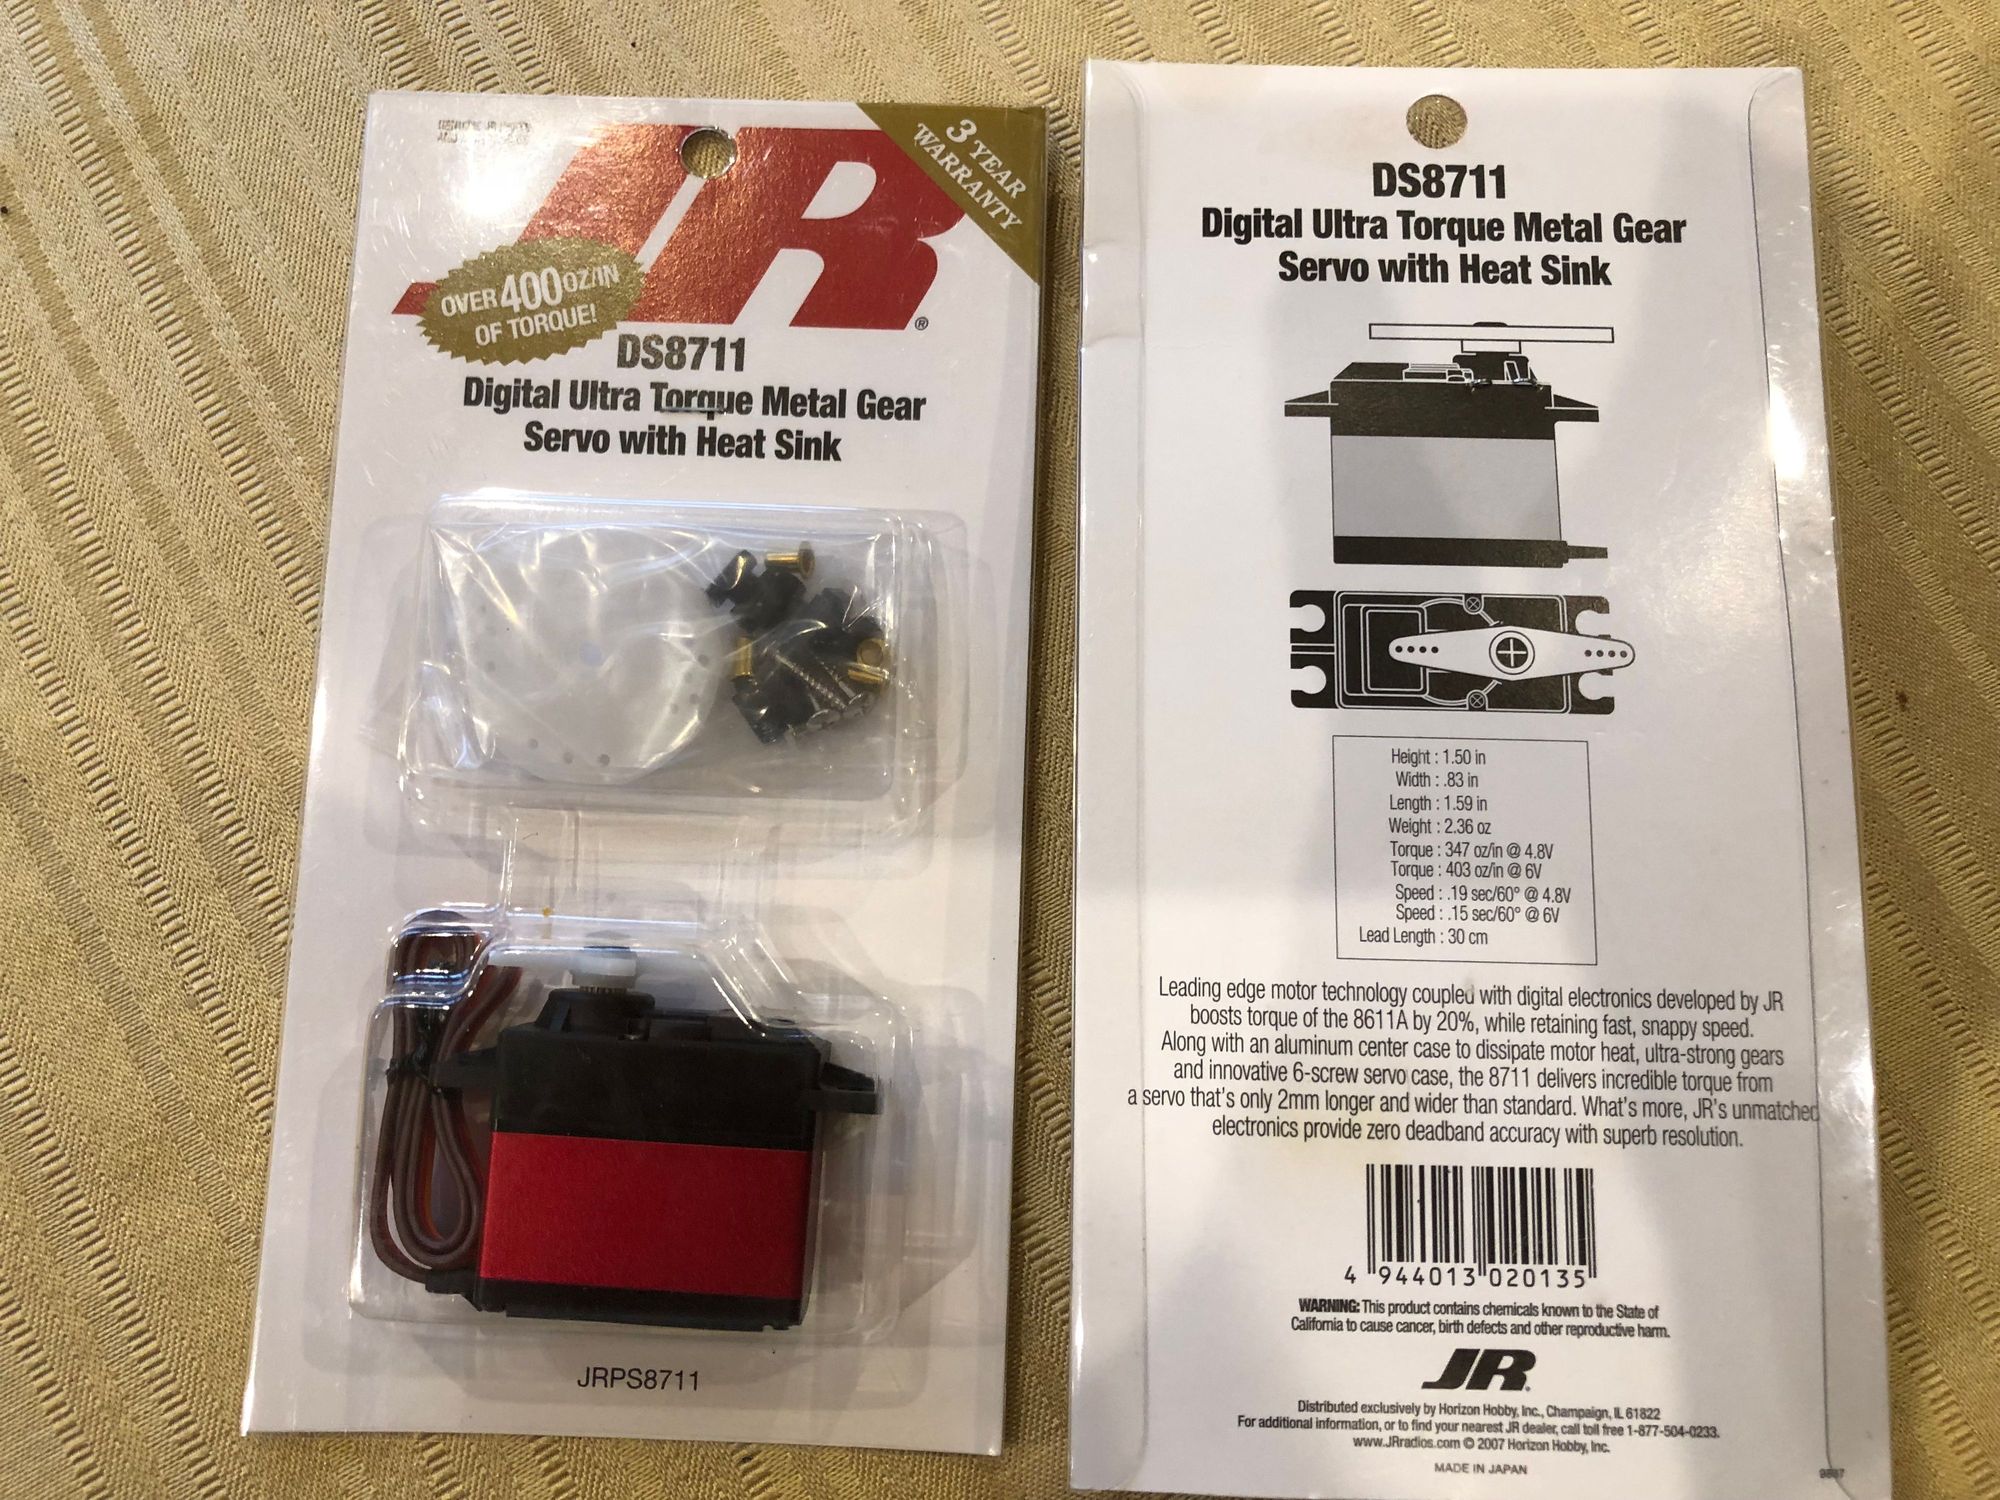 JR®
3 YEAR
WARRANTY
OVER 400 OZ/IN
OF TORQUE!
DS8711
Digital Ultra Torque Metal Gear
Servo with Heat Sink
JRPS8711
DS8711
Digital Ultra Torque Metal Gear
Servo with Heat Sink
Height : 1.50 in
Width : .83 in
Length : 1.59 in
Weight : 2.36 oz
Torque : 347 oz/in @ 4.8V
Torque : 403 oz/in @ 6V
Speed : .19 sec/60° @ 4.8V
Speed : .15 sec/60° @ 6V
Lead Length : 30 cm
Leading edge motor technology coupled with digital electronics developed by JR
boosts torque of the 8611A by 20%, while retaining fast, snappy speed.
Along with an aluminum center case to dissipate motor heat, ultra-strong gears
and innovative 6-screw servo case, the 8711 delivers incredible torque from
a servo that's only 2mm longer and wider than standard. What's more, JR's unmatched
electronics provide zero deadband accuracy with superb resolution.
4 944013 020135
WARNING: This product contains chemicals known to the State of
California to cause cancer, birth defects and other reproductive harm.
JR®
Distributed exclusively by Horizon Hobby, Inc., Champaign, IL 61822
For additional information, or to find your nearest JR dealer, call toll free 1-877-504-0233.
www.JRradios.com © 2007 Horizon Hobby, Inc.
MADE IN JAPAN